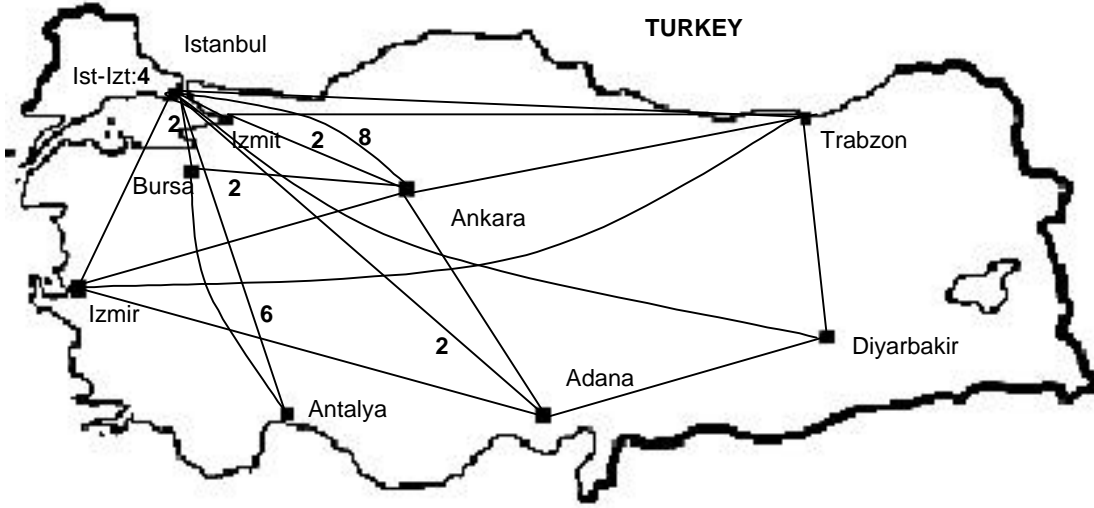 TURKEY
Istanbul
Ist-Izt:4
2
Izmit
2
8
Trabzon
Bursa
2
Ankara
Izmir
6
2
Adana
Diyarbakir
Antalya